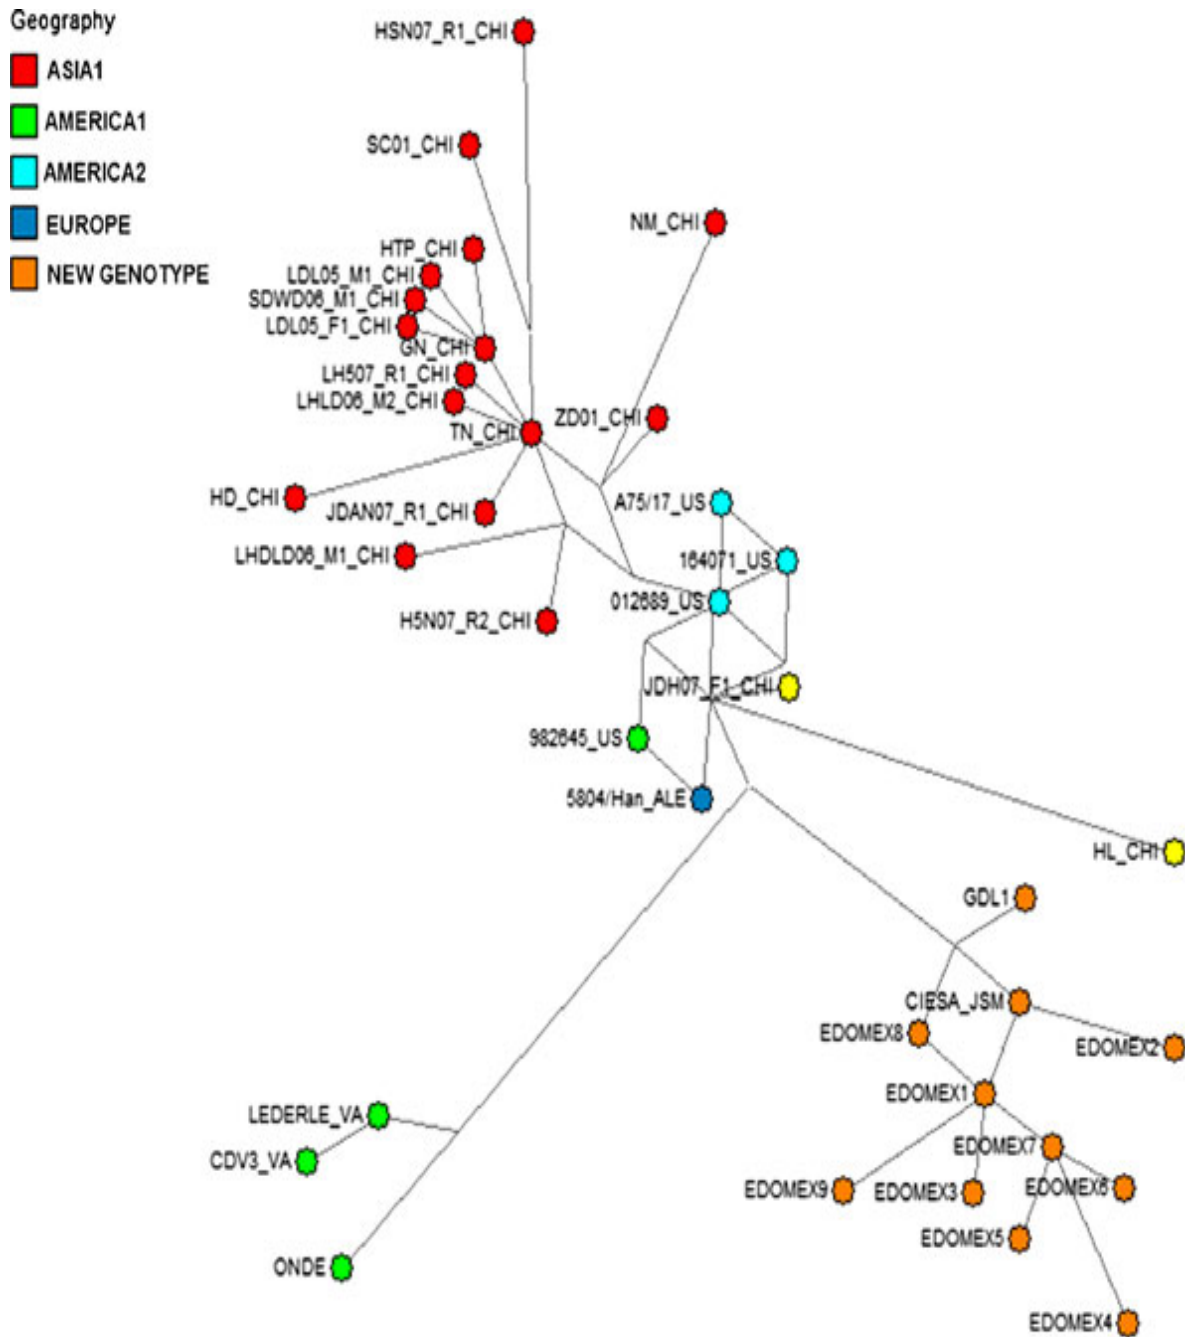 Geography
ASIA1
AMERICA1
AMERICA2
EUROPE
NEW GENOTYPE
HSN07_R1_CHI
SC01_CHI
NM_CHI
HTP_CHI
LDL05_M1_CHI
SDWD06_M1_CHI
LDL05_F1_CHI
GN_CHI
LH507_R1_CHI
LHLD06_M2_CHI
ZD01_CHI
TN_CHI
HD_CHI
A75/17_US
JDAN07_R1_CHI
LHDLD06_M1_CHI
164071_US
012689_US
H5N07_R2_CHI
JDH07_F1_CHI
982645_US
5804/Han_ALE
HL_CHI
GDL1
CIESA_JSM
EDOMEX8
EDOMEX2
EDOMEX1
LEDERLE_VA
EDOMEX7
CDV3_VA
EDOMEX9
EDOMEX3
EDOMEX6
EDOMEX5
ONDE
EDOMEX4